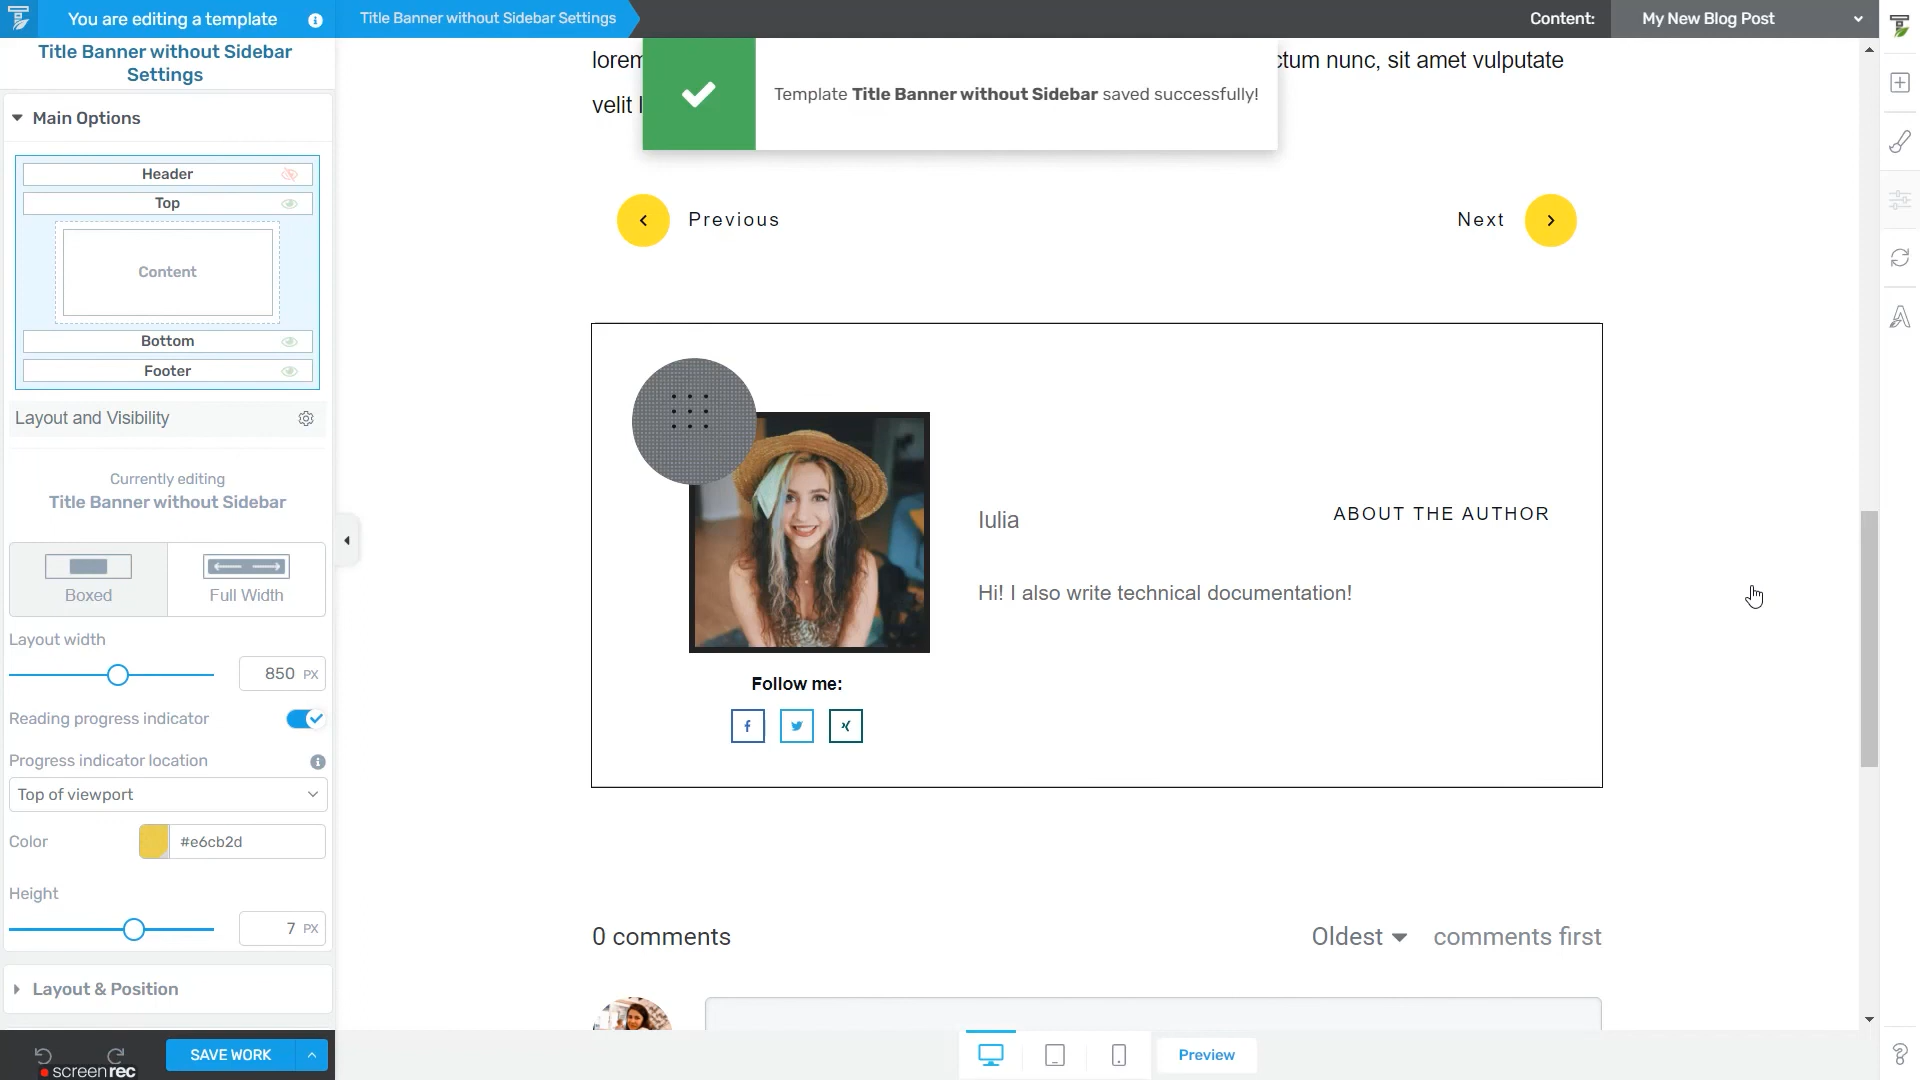 You are editing a template
Title Banner without Sidebar Settings
Content:
My New Blog Post
Title Banner without Sidebar
Settings
Main Options
Header
Top
Content
Bottom
Footer
Layout and Visibility
Currently editing
Title Banner without Sidebar
Boxed
Full Width
Layout width
850 PX
Reading progress indicator
Progress indicator location
Top of viewport
Color
#e6cb2d
Height
7 PX
Layout & Position
SAVE WORK
screenrec
lorem
ctum nunc, sit amet vulputate
velit
Template Title Banner without Sidebar saved successfully!
Previous
Next
Iulia
ABOUT THE AUTHOR
Hi! I also write technical documentation!
Follow me:
0 comments
Oldest
comments first
Preview